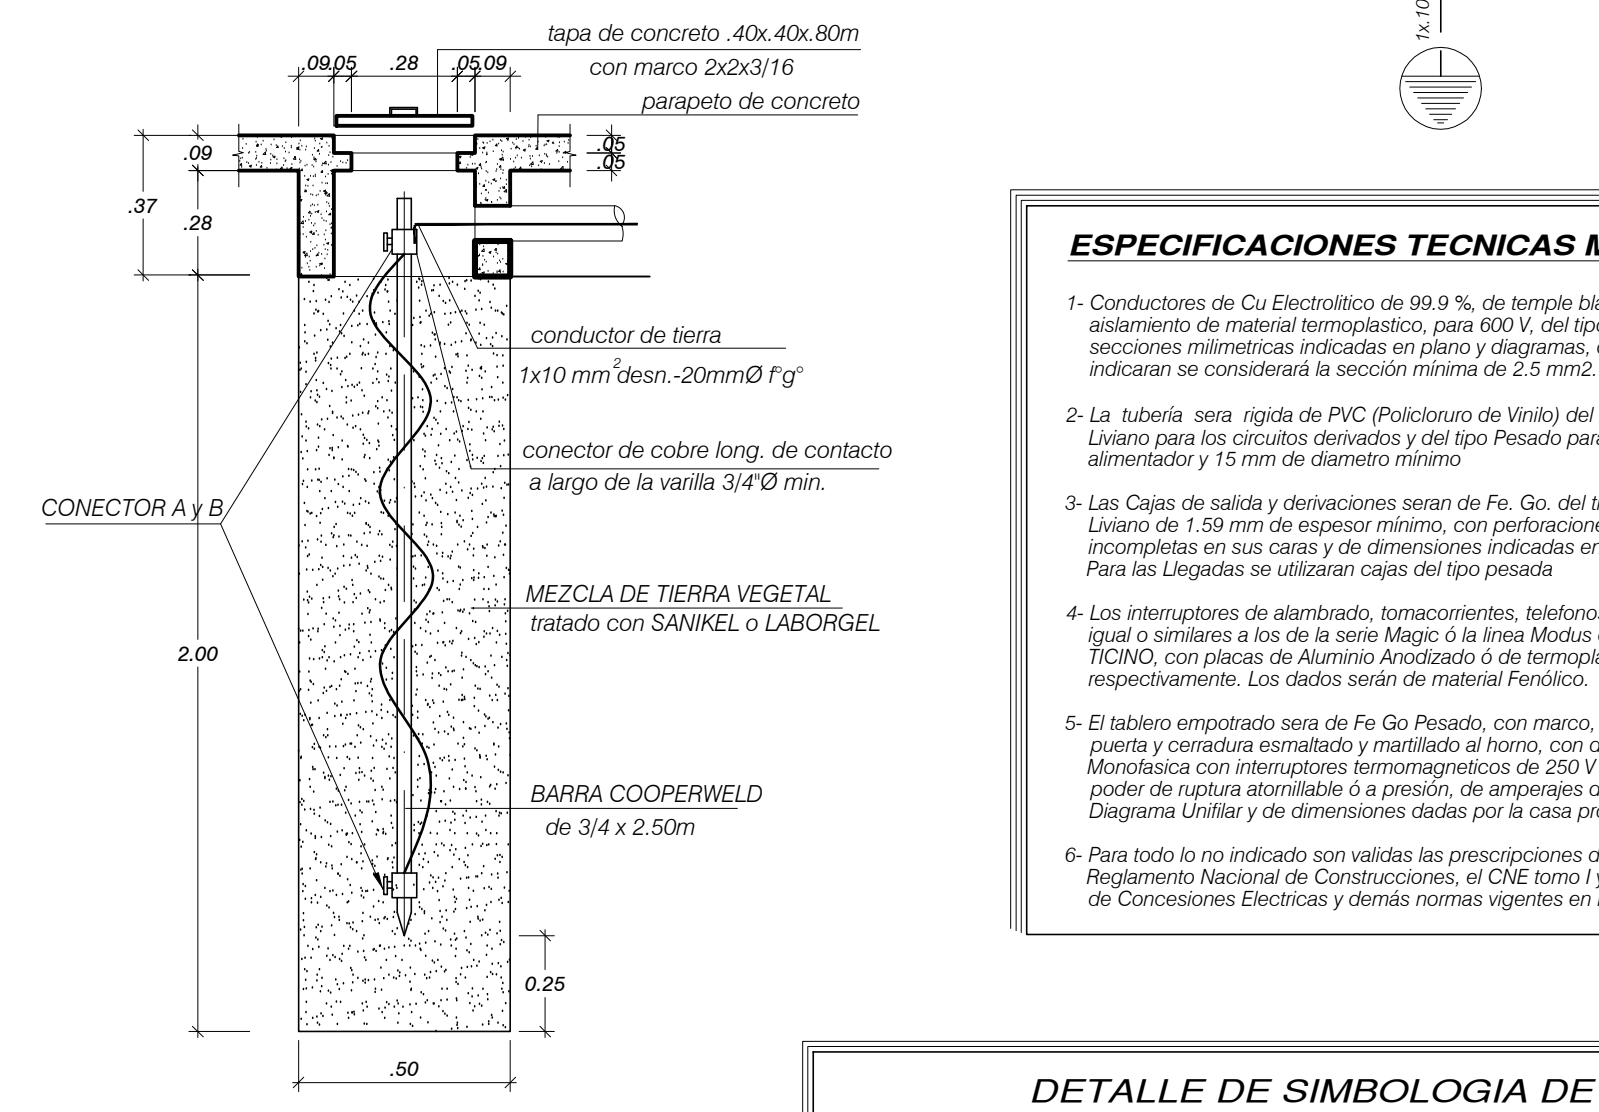 tapa de concreto .40x.40x.80m
con marco 2x2x3/16
parapeto de concreto
.09 .05 .28 .05 .09
.05
.05
.09
.37
.28
2.00
conductor de tierra
1x10 mm² desn.-20mmØ f°g°
conector de cobre long. de contacto
a largo de la varilla 3/4"Ø min.
CONECTOR A y B
MEZCLA DE TIERRA VEGETAL
tratado con SANIKEL o LABORGEL
BARRA COOPERWELD
de 3/4 x 2.50m
0.25
.50
1x.10
ESPECIFICACIONES TECNICAS
1- Conductores de Cu Electrolitico de 99.9 %, de temple
aislamiento de material termoplastico, para 600 V, del
secciones milimetricas indicadas en plano y diagramas,
indicaran se considerará la sección mínima de 2.5 mm2.
2- La tubería sera rigida de PVC (Policloruro de Vinilo) del
Liviano para los circuitos derivados y del tipo Pesado
alimentador y 15 mm de diametro mínimo
3- Las Cajas de salida y derivaciones seran de Fe. Go. del
Liviano de 1.59 mm de espesor mínimo, con
incompletas en sus caras y de dimensiones indicadas
Para las Llegadas se utilizaran cajas del tipo pesada
4- Los interruptores de alambrado, tomacorrientes,
igual o similares a los de la serie Magic ó la linea Modus
TICINO, con placas de Aluminio Anodizado ó de
respectivamente. Los dados serán de material Fenólico.
5- El tablero empotrado sera de Fe Go Pesado, con marco,
puerta y cerradura esmaltado y martillado al horno, con
Monofasica con interruptores termomagneticos de 250 V
poder de ruptura atornillable ó a presión, de amperajes
Diagrama Unifilar y de dimensiones dadas por la casa
6- Para todo lo no indicado son validas las prescripciones
Reglamento Nacional de Construcciones, el CNE tomo I
de Concesiones Electricas y demás normas vigentes en
DETALLE DE SIMBOLOGIA DE